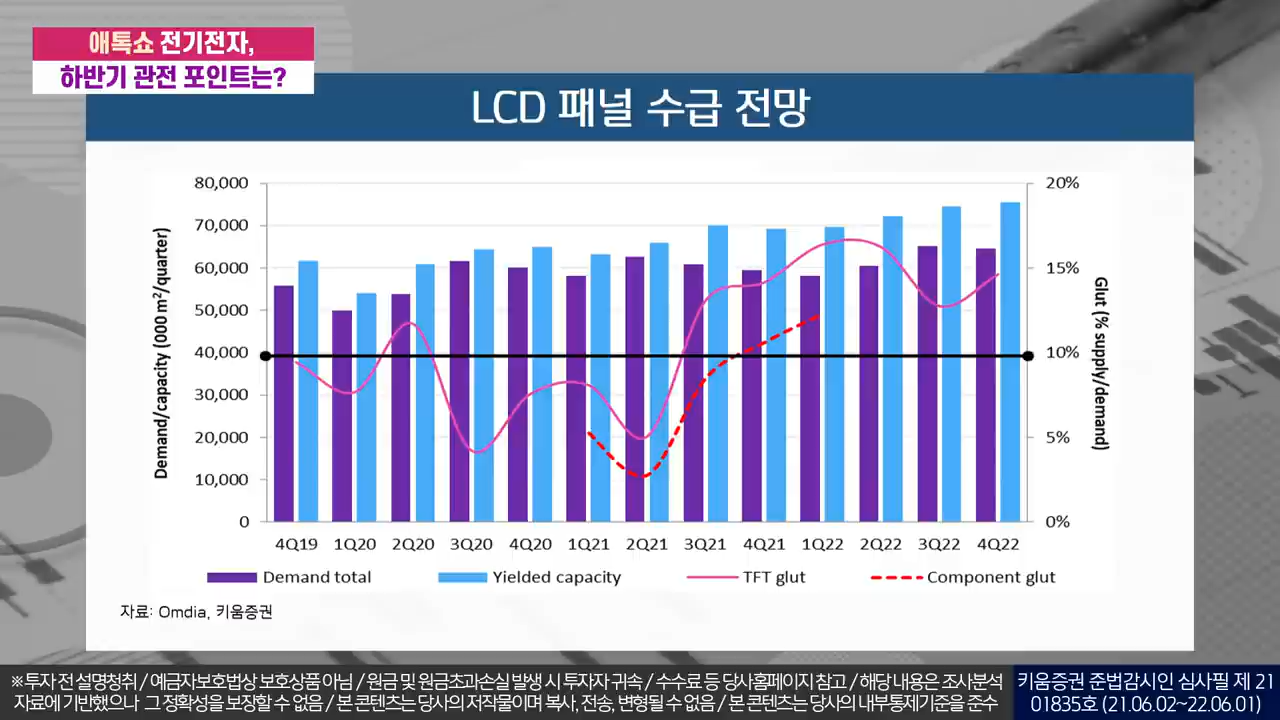 애톡쇼 전기전자,
하반기 관전 포인트는?
LCD 패널 수급 전망
Demand/capacity (000 m²/quarter)
80,000
70,000
60,000
50,000
40,000
30,000
20,000
10,000
0
20%
15%
10%
5%
0%
Glut (% supply/demand)
4Q19 1Q20 2Q20 3Q20 4Q20 1Q21 2Q21 3Q21 4Q21 1Q22 2Q22 3Q22 4Q22
Demand total Yielded capacity TFT glut Component glut
자료: Omdia, 키움증권
※투자 전 설명청취 / 예금자보호법상 보호상품 아님 / 원금 및 원금초과손실 발생 시 투자자 귀속 / 수수료 등 당사홈페이지 참고 / 해당 내용은 조사분석
자료에 기반했으나 그 정확성을 보장할 수 없음 / 본 콘텐츠는 당사의 저작물이며 복사, 전송, 변형될 수 없음 / 본 콘텐츠는 당사의 내부통제기준을 준수
키움증권 준법감시인 심사필 제 21
01835호 (21.06.02~22.06.01)